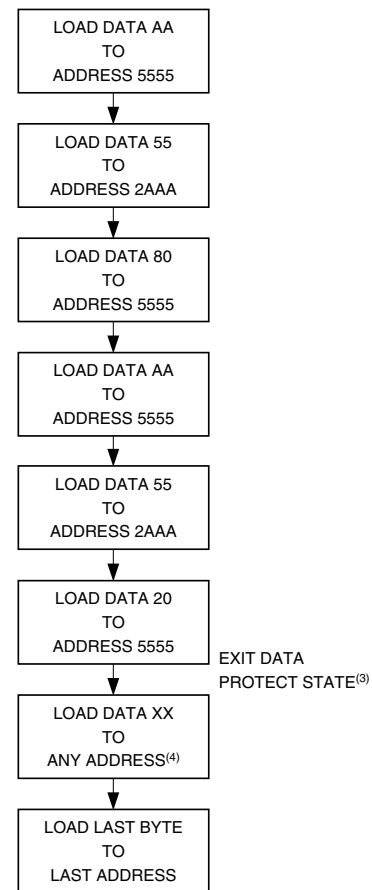 LOAD DATA AA
TO
ADDRESS 5555
LOAD DATA 55
TO
ADDRESS 2AAA
LOAD DATA 80
TO
ADDRESS 5555
LOAD DATA AA
TO
ADDRESS 5555
LOAD DATA 55
TO
ADDRESS 2AAA
LOAD DATA 20
TO
ADDRESS 5555
EXIT DATA
PROTECT STATE(3)
LOAD DATA XX
TO
ANY ADDRESS(4)
LOAD LAST BYTE
TO
LAST ADDRESS